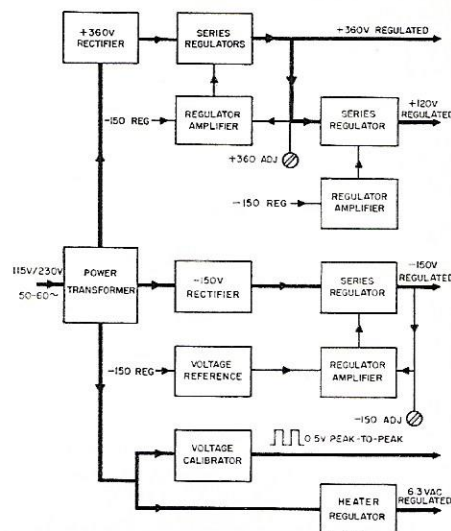 +360V
RECTIFIER
SERIES
REGULATORS
+360V REGULATED
-150 REG
REGULATOR
AMPLIFIER
+360 ADJ
SERIES
REGULATOR
+120V
REGULATED
-150 REG
REGULATOR
AMPLIFIER
115V/230V
50-60~
POWER
TRANSFORMER
-150V
RECTIFIER
SERIES
REGULATOR
-150V
REGULATED
-150 REG
VOLTAGE
REFERENCE
REGULATOR
AMPLIFIER
-150 ADJ
VOLTAGE
CALIBRATOR
0.5V PEAK-TO-PEAK
HEATER
REGULATOR
6.3 VAC
REGULATED